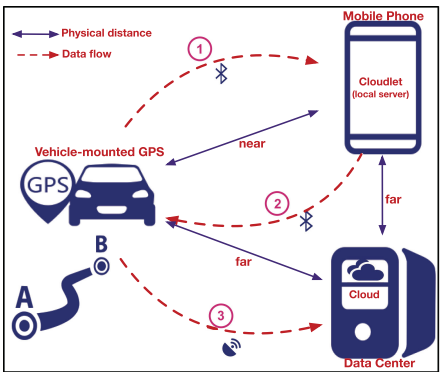 Mobile Phone
Physical distance
Data flow
1
Cloudlet
(local server)
near
Vehicle-mounted GPS
GPS
2
far
B
far
A
Cloud
3
Data Center